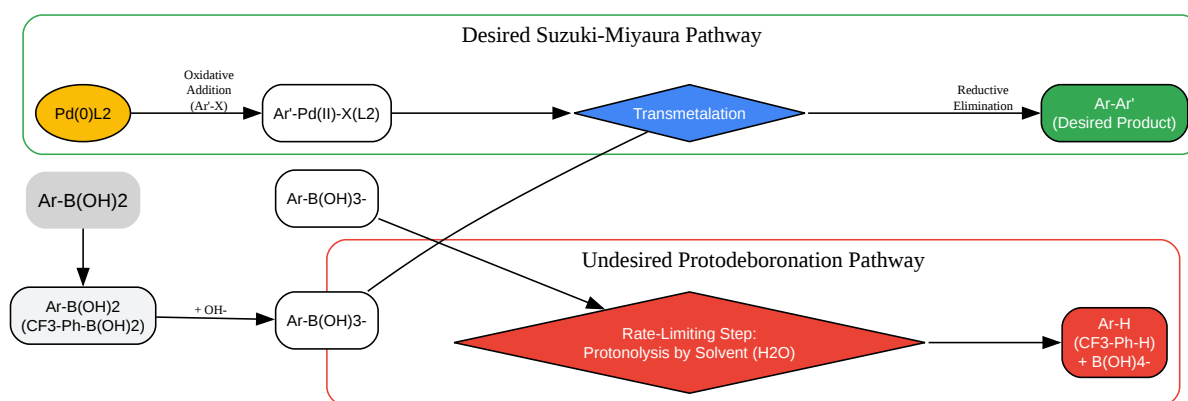 Desired Suzuki-Miyaura Pathway
Pd(0)L2
Oxidative
Addition
(Ar'-X)
Ar'-Pd(II)-X(L2)
Transmetalation
Reductive
Elimination
Ar-Ar'
(Desired Product)
Ar-B(OH)2
Ar-B(OH)3-
Undesired Protodeboronation Pathway
Ar-B(OH)2
(CF3-Ph-B(OH)2)
+ OH-
Ar-B(OH)3-
Rate-Limiting Step:
Protonolysis by Solvent (H2O)
Ar-H
(CF3-Ph-H)
+ B(OH)4-